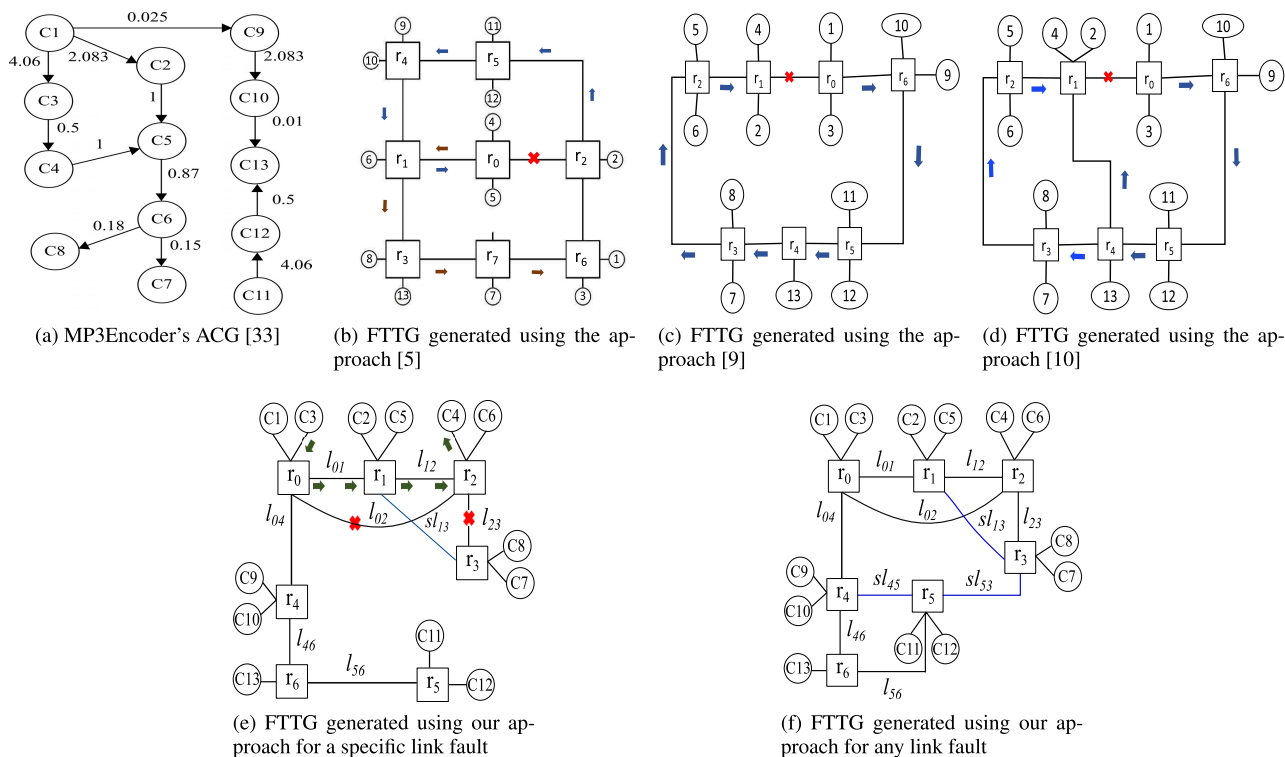 C1
0.025
C9
4.06
2.083
2.083
C2
C3
C10
1
0.5
0.01
C5
C4
1
C13
0.87
0.5
C6
C12
0.18
0.15
C8
4.06
C7
C11
(a) MP3Encoder's ACG [33]
9
11
10
r4
r5
12
4
6
r1
r0
r2
2
5
8
r3
r7
r6
1
13
7
3
(b) FTTG generated using the ap-
proach [5]
5
4
1
10
r2
r1
r0
r6
9
6
2
3
8
11
r3
r4
r5
7
13
12
(c) FTTG generated using the ap-
proach [9]
5
4
2
1
10
r2
r1
r0
r6
9
6
3
8
11
r3
r4
r5
7
13
12
(d) FTTG generated using the ap-
proach [10]
C1
C3
C2
C5
C4
C6
r0
l01
r1
l12
r2
l04
l02
sl13
l23
r3
C8
C7
C9
r4
C10
l46
C11
C13
r6
l56
r5
C12
(e) FTTG generated using our ap-
proach for a specific link fault
C1
C3
C2
C5
C4
C6
r0
l01
r1
l12
r2
l04
l02
sl13
l23
C8
r3
C7
C9
r4
sl45
r5
sl53
C10
l46
C11
C12
C13
r6
l56
(f) FTTG generated using our ap-
proach for any link fault